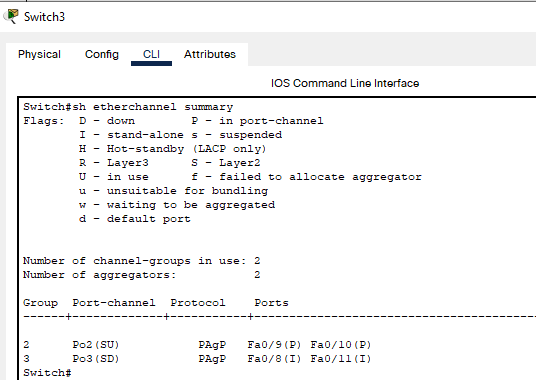 Switch3
Physical Config CLI Attributes
IOS Command Line Interface
Switch#sh etherchannel summary
Flags:  D - down        P - in port-channel
        I - stand-alone s - suspended
        H - Hot-standby (LACP only)
        R - Layer3      S - Layer2
        U - in use      f - failed to allocate aggregator
        u - unsuitable for bundling
        w - waiting to be aggregated
        d - default port
Number of channel-groups in use: 2
Number of aggregators:           2
Group  Port-channel  Protocol    Ports
------+-------------+-----------+----------------------------------------
2      Po2(SU)           PAgP   Fa0/9(P) Fa0/10(P)
3      Po3(SD)           PAgP   Fa0/8(I) Fa0/11(I)
Switch#